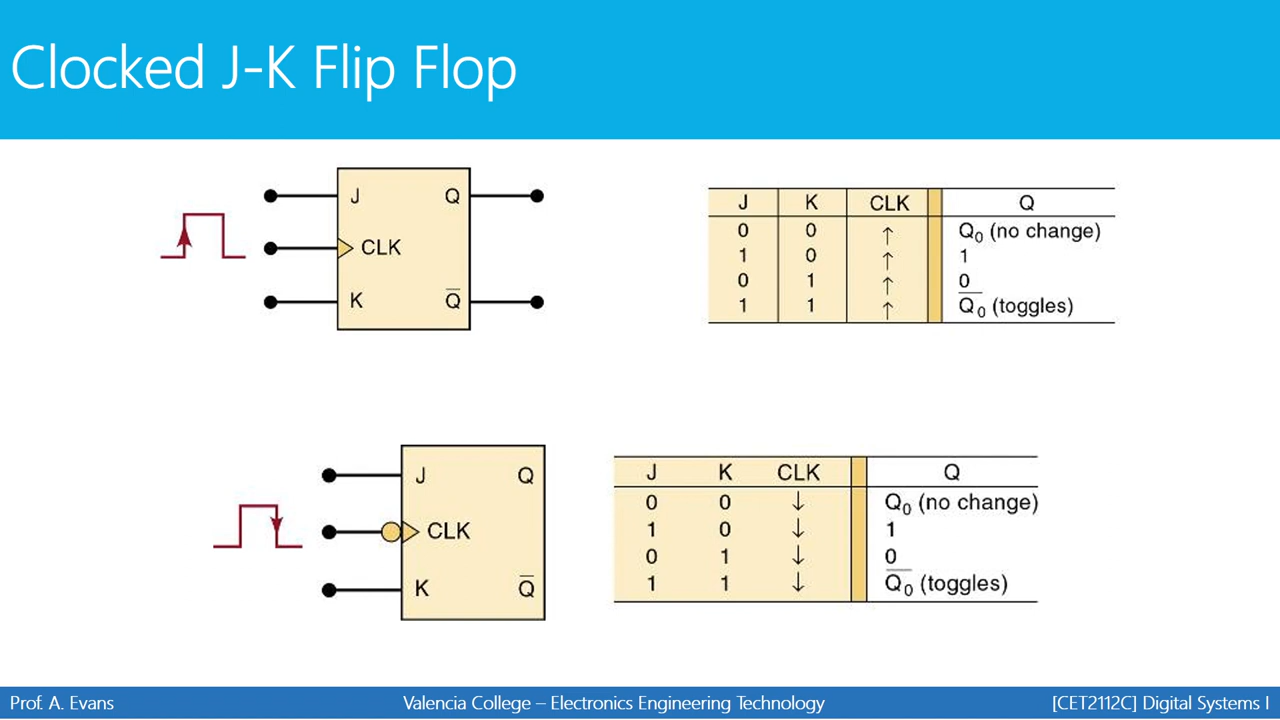 Clocked J-K Flip Flop
J Q
CLK
K Q̅
J K CLK Q
0 0 ↑ Q₀ (no change)
1 0 ↑ 1
0 1 ↑ 0
1 1 ↑ Q̅₀ (toggles)
J Q
CLK
K Q̅
J K CLK Q
0 0 ↓ Q₀ (no change)
1 0 ↓ 1
0 1 ↓ 0
1 1 ↓ Q̅₀ (toggles)
Prof. A. Evans Valencia College – Electronics Engineering Technology [CET2112C] Digital Systems I